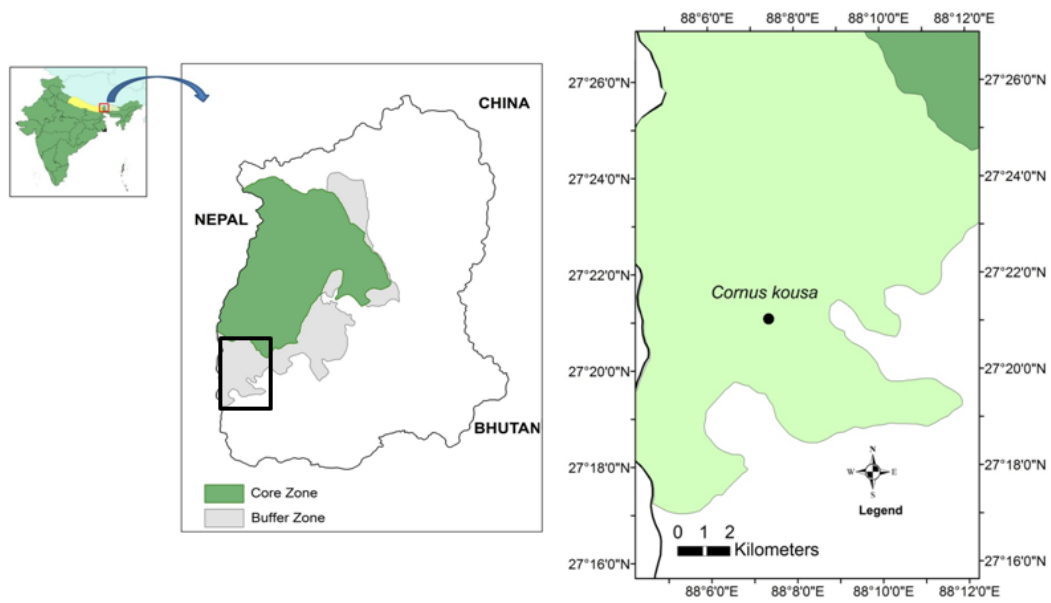 CHINA
NEPAL
BHUTAN
Core Zone
Buffer Zone
88°6'0"E 88°8'0"E 88°10'0"E 88°12'0"E
27°26'0"N 27°26'0"N
27°24'0"N 27°24'0"N
27°22'0"N 27°22'0"N
Cornus kousa
27°20'0"N 27°20'0"N
27°18'0"N 27°18'0"N
N
W E
S
Legend
0 1 2
Kilometers
27°16'0"N 27°16'0"N
88°6'0"E 88°8'0"E 88°10'0"E 88°12'0"E